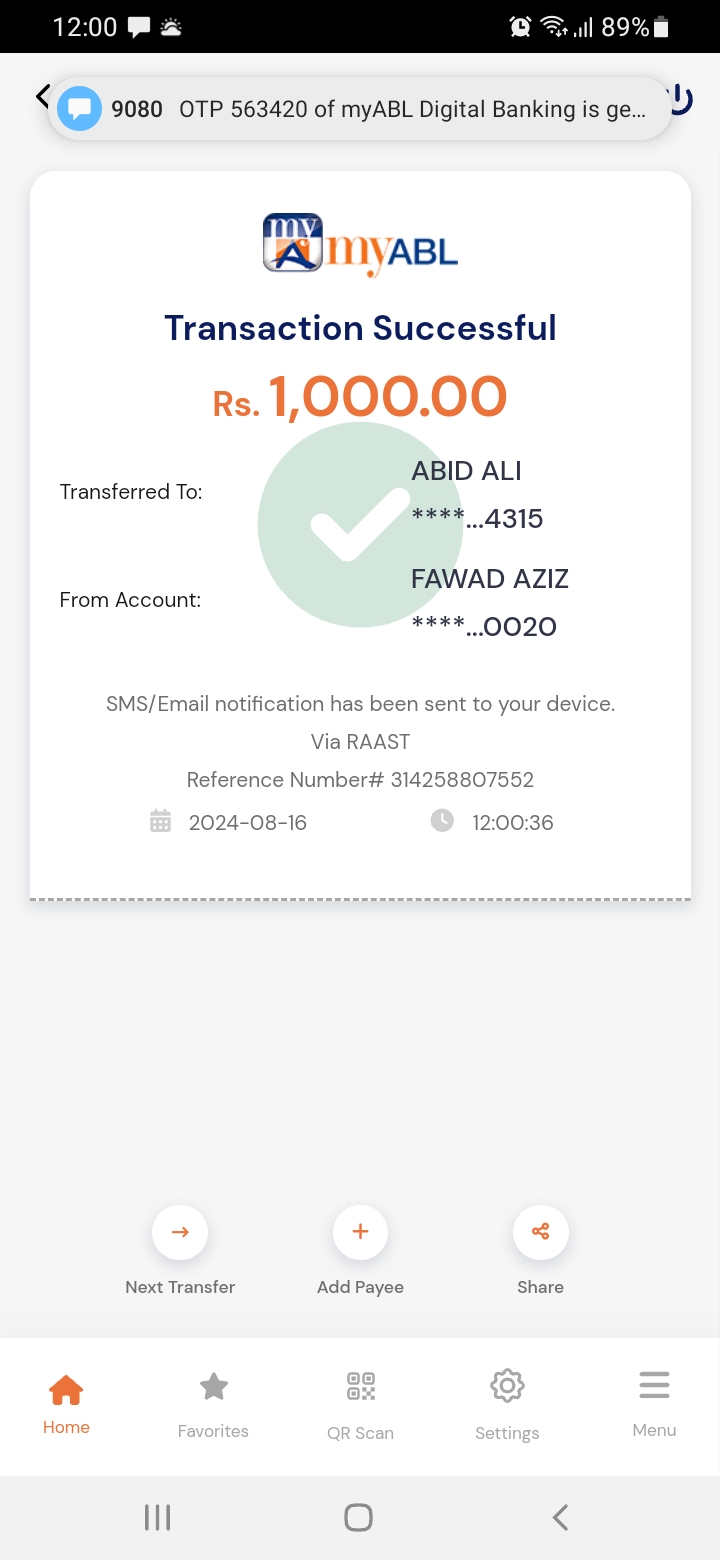 12:00 89%
9080 OTP 563420 of myABL Digital Banking is ge...
my myABL
Transaction Successful
Rs. 1,000.00
Transferred To: ABID ALI
****...4315
From Account: FAWAD AZIZ
****...0020
SMS/Email notification has been sent to your device.
Via RAAST
Reference Number# 314258807552
2024-08-16 12:00:36
Next Transfer Add Payee Share
Home Favorites QR Scan Settings Menu